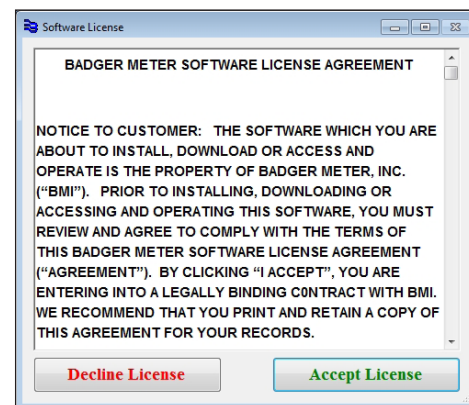 Software License
BADGER METER SOFTWARE LICENSE AGREEMENT
NOTICE TO CUSTOMER: THE SOFTWARE WHICH YOU ARE
ABOUT TO INSTALL, DOWNLOAD OR ACCESS AND
OPERATE IS THE PROPERTY OF BADGER METER, INC.
(“BMI”). PRIOR TO INSTALLING, DOWNLOADING OR
ACCESSING AND OPERATING THIS SOFTWARE, YOU MUST
REVIEW AND AGREE TO COMPLY WITH THE TERMS OF
THIS BADGER METER SOFTWARE LICENSE AGREEMENT
(“AGREEMENT”). BY CLICKING “I ACCEPT”, YOU ARE
ENTERING INTO A LEGALLY BINDING C0NTRACT WITH BMI.
WE RECOMMEND THAT YOU PRINT AND RETAIN A COPY OF
THIS AGREEMENT FOR YOUR RECORDS.
Decline License
Accept License